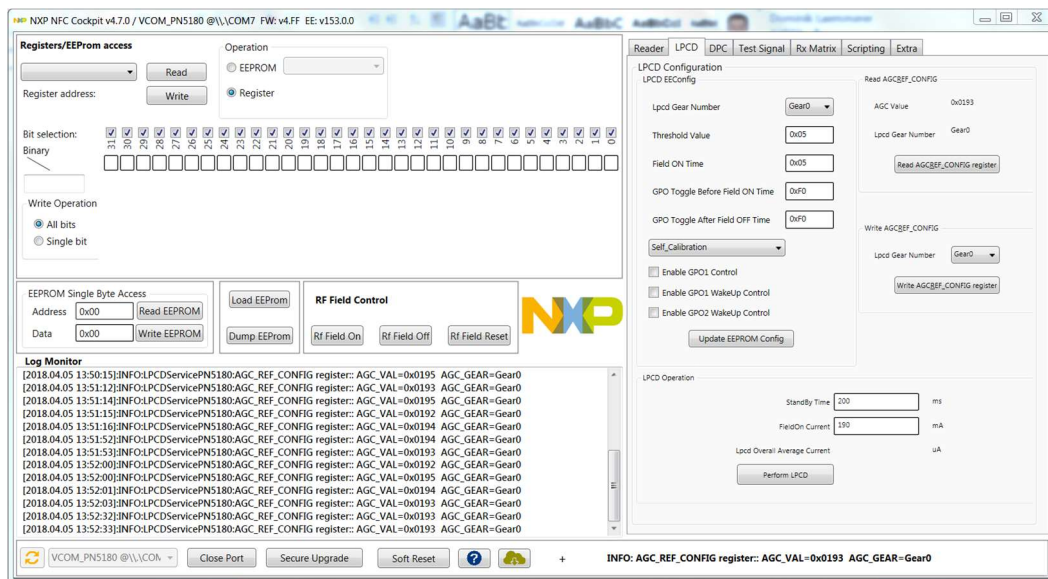 NXP NFC Cockpit v4.7.0 / VCOM_PN5180 @\\.\COM7 FW: v4.FF EE: v153.0.0
Registers/EEProm access
Read
Register address:
Write
Operation
EEPROM
Register
Bit selection:
31 30 29 28 27 26 25 24 23 22 21 20 19 18 17 16 15 14 13 12 11 10 9 8 7 6 5 4 3 2 1 0
Binary
Write Operation
All bits
Single bit
EEPROM Single Byte Access
Address 0x00 Read EEPROM
Data 0x00 Write EEPROM
Load EEProm
Dump EEProm
RF Field Control
Rf Field On Rf Field Off Rf Field Reset
NXP
Log Monitor
[2018.04.05 13:50:15]:INFO:LPCDServicePN5180:AGC_REF_CONFIG register:: AGC_VAL=0x0195 AGC_GEAR=Gear0
[2018.04.05 13:51:12]:INFO:LPCDServicePN5180:AGC_REF_CONFIG register:: AGC_VAL=0x0193 AGC_GEAR=Gear0
[2018.04.05 13:51:14]:INFO:LPCDServicePN5180:AGC_REF_CONFIG register:: AGC_VAL=0x0195 AGC_GEAR=Gear0
[2018.04.05 13:51:15]:INFO:LPCDServicePN5180:AGC_REF_CONFIG register:: AGC_VAL=0x0192 AGC_GEAR=Gear0
[2018.04.05 13:51:16]:INFO:LPCDServicePN5180:AGC_REF_CONFIG register:: AGC_VAL=0x0194 AGC_GEAR=Gear0
[2018.04.05 13:51:52]:INFO:LPCDServicePN5180:AGC_REF_CONFIG register:: AGC_VAL=0x0194 AGC_GEAR=Gear0
[2018.04.05 13:51:53]:INFO:LPCDServicePN5180:AGC_REF_CONFIG register:: AGC_VAL=0x0193 AGC_GEAR=Gear0
[2018.04.05 13:52:00]:INFO:LPCDServicePN5180:AGC_REF_CONFIG register:: AGC_VAL=0x0192 AGC_GEAR=Gear0
[2018.04.05 13:52:00]:INFO:LPCDServicePN5180:AGC_REF_CONFIG register:: AGC_VAL=0x0195 AGC_GEAR=Gear0
[2018.04.05 13:52:01]:INFO:LPCDServicePN5180:AGC_REF_CONFIG register:: AGC_VAL=0x0194 AGC_GEAR=Gear0
[2018.04.05 13:52:03]:INFO:LPCDServicePN5180:AGC_REF_CONFIG register:: AGC_VAL=0x0193 AGC_GEAR=Gear0
[2018.04.05 13:52:32]:INFO:LPCDServicePN5180:AGC_REF_CONFIG register:: AGC_VAL=0x0193 AGC_GEAR=Gear0
[2018.04.05 13:52:33]:INFO:LPCDServicePN5180:AGC_REF_CONFIG register:: AGC_VAL=0x0193 AGC_GEAR=Gear0
Reader LPCD DPC Test Signal Rx Matrix Scripting Extra
LPCD Configuration
LPCD EEConfig
Lpcd Gear Number Gear0
Threshold Value 0x05
Field ON Time 0x05
GPO Toggle Before Field ON Time 0xF0
GPO Toggle After Field OFF Time 0xF0
Self_Calibration
Enable GPO1 Control
Enable GPO1 WakeUp Control
Enable GPO2 WakeUp Control
Update EEPROM Config
Read AGCREF_CONFIG
AGC Value 0x0193
Lpcd Gear Number Gear0
Read AGCREF_CONFIG register
Write AGCREF_CONFIG
Lpcd Gear Number Gear0
Write AGCREF_CONFIG register
LPCD Operation
StandBy Time 200 ms
FieldOn Current 190 mA
Lpcd Overall Average Current uA
Perform LPCD
VCOM_PN5180 @\\.\CON Close Port Secure Upgrade Soft Reset ? + INFO: AGC_REF_CONFIG register:: AGC_VAL=0x0193 AGC_GEAR=Gear0